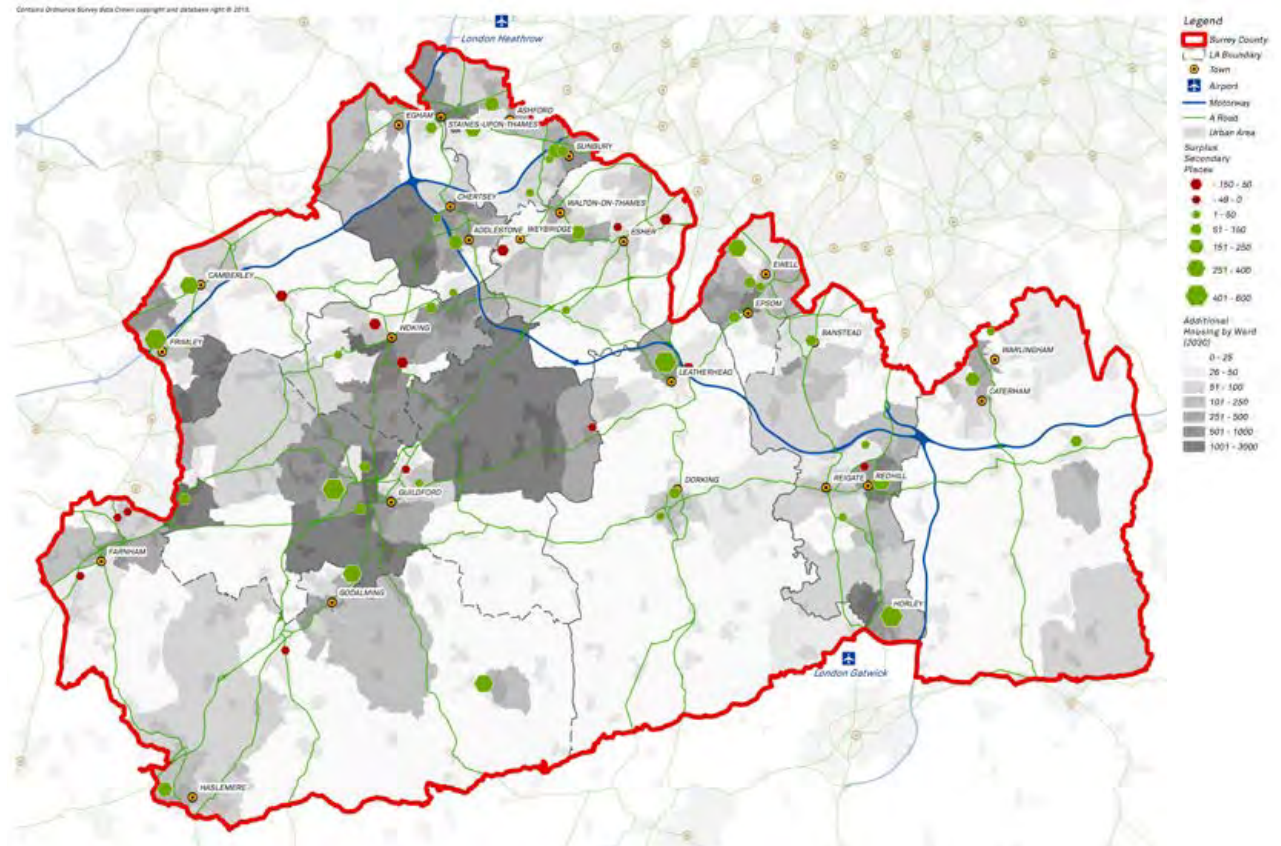 Contains Ordnance Survey data Crown copyright and database right © 2015.
London Heathrow
ASHFORD
EGHAM
STAINES-UPON-THAMES
SUNBURY
CHERTSEY
WALTON-ON-THAMES
ADDLESTONE
WEYBRIDGE
ESHER
CAMBERLEY
EWELL
EPSOM
FRIMLEY
WOKING
BANSTEAD
WARLINGHAM
LEATHERHEAD
CATERHAM
DORKING
REIGATE
REDHILL
GUILDFORD
FARNHAM
GODALMING
HORLEY
London Gatwick
HASLEMERE
Legend
Surrey County
LA Boundary
Town
Airport
Motorway
A Road
Urban Area
Surplus
Secondary
Places
- 150 - 50
- 49 - 0
1 - 50
51 - 150
151 - 250
251 - 400
401 - 600
Additional
Housing by Ward
(2030)
0 - 25
26 - 50
51 - 100
101 - 250
251 - 500
501 - 1000
1001 - 3000